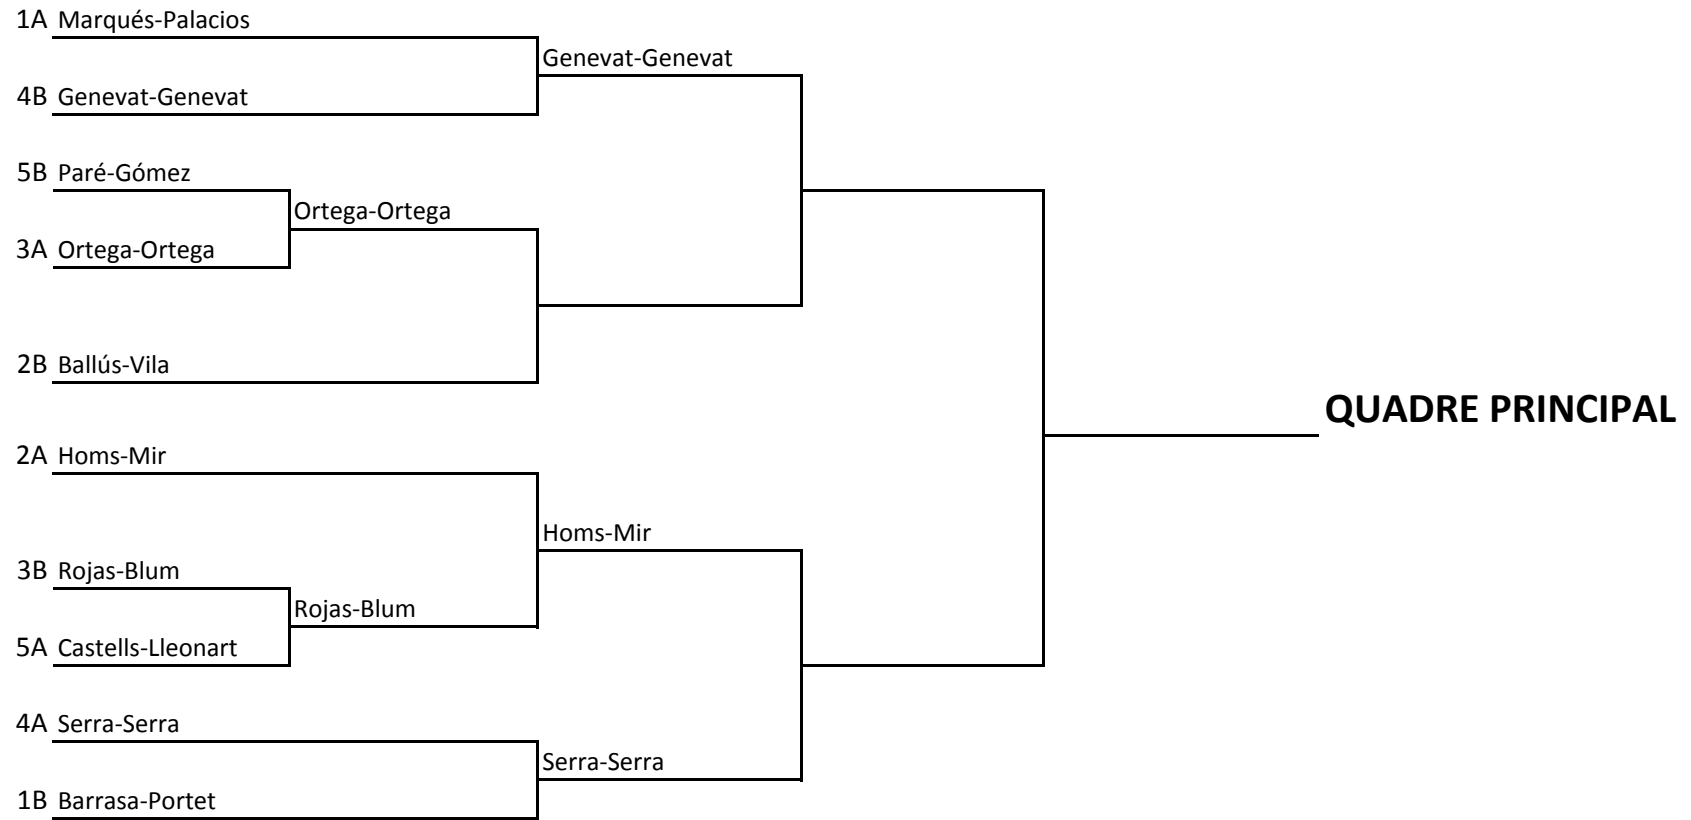 1A Marqués-Palacios
Genevat-Genevat
4B Genevat-Genevat
5B Paré-Gómez
Ortega-Ortega
3A Ortega-Ortega
2B Ballús-Vila
QUADRE PRINCIPAL
2A Homs-Mir
Homs-Mir
3B Rojas-Blum
Rojas-Blum
5A Castells-Lleonart
4A Serra-Serra
Serra-Serra
1B Barrasa-Portet